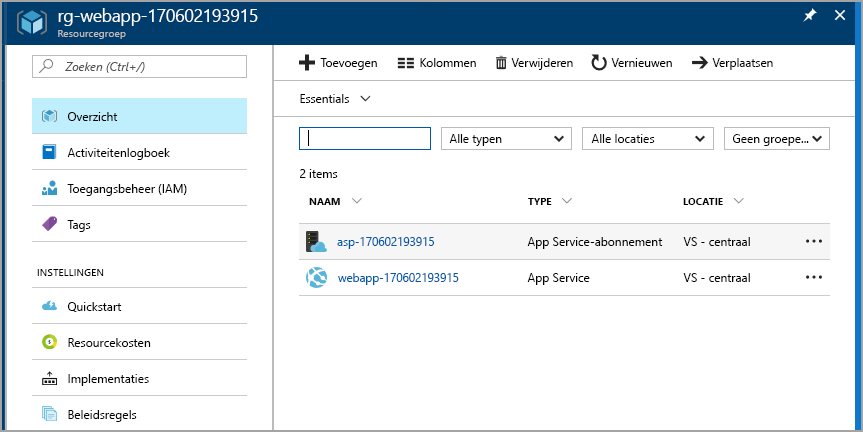 rg-webapp-170602193915
Resourcegroep
Zoeken (Ctrl+/)
Overzicht
Activiteitenlogboek
Toegangsbeheer (IAM)
Tags
INSTELLINGEN
Quickstart
Resourcekosten
Implementaties
Beleidsregels
Toevoegen Kolommen Verwijderen Vernieuwen Verplaatsen
Essentials
Alle typen Alle locaties Geen groepe...
2 items
NAAM TYPE LOCATIE
asp-170602193915 App Service-abonnement VS - centraal
webapp-170602193915 App Service VS - centraal